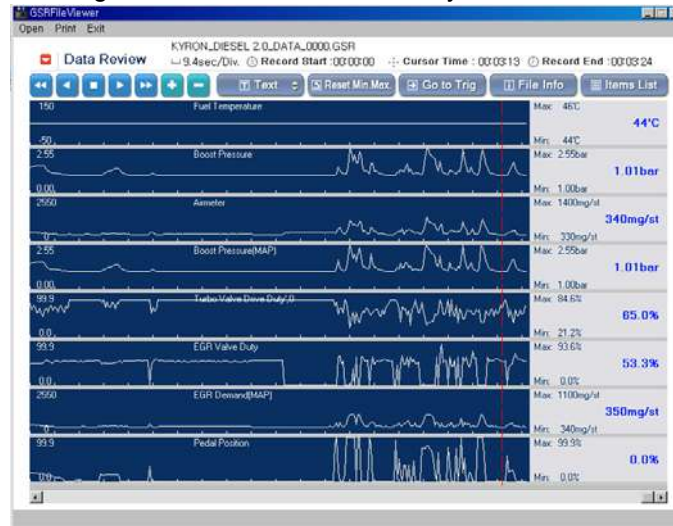 GSRFileViewer
Open Print Exit
KYRON_DIESEL 2.0_DATA_0000.GSR
Data Review
9.4sec/Div. Record Start :00:00:00 Cursor Time : 00:03:13 Record End :00:03:24
Text Reset Min.Max. Go to Trig File Info Items List
150 Fuel Temperature Max: 46℃
44℃
-50 Min: 44℃
2.55 Boost Pressure Max: 2.55bar
1.01bar
0.00 Min: 1.00bar
2550 Airmeter Max: 1400mg/st
340mg/st
0 Min: 330mg/st
2.55 Boost Pressure(MAP) Max: 2.55bar
1.01bar
0.00 Min: 1.00bar
99.9 Turbo Valve Dove Duty',0 Max: 84.6%
65.0%
0.0 Min: 21.2%
99.9 EGR Valve Duty Max: 93.6%
53.3%
0.0 Min: 0.0%
2550 EGR Demand(MAP) Max: 1100mg/st
350mg/st
0 Min: 340mg/st
99.9 Pedal Position Max: 99.9%
0.0%
0.0 Min: 0.0%